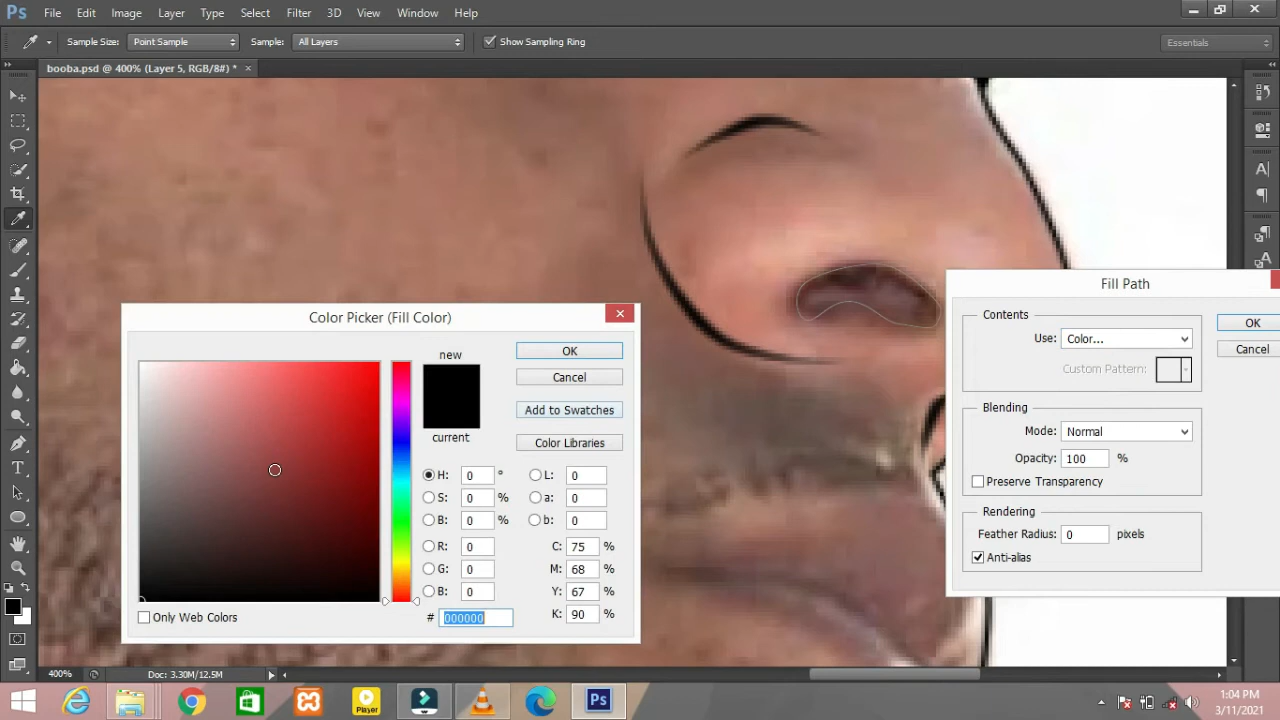 Ps File Edit Image Layer Type Select Filter 3D View Window Help
Sample Size: Point Sample Sample: All Layers Show Sampling Ring Essentials
booba.psd @ 400% (Layer 5, RGB/8#) * ×
Color Picker (Fill Color)
new
current
OK
Cancel
Add to Swatches
Color Libraries
H: 0 ° L: 0
S: 0 % a: 0
B: 0 % b: 0
R: 0 C: 75 %
G: 0 M: 68 %
B: 0 Y: 67 %
# 000000 K: 90 %
Only Web Colors
Fill Path
Contents
Use: Color...
Custom Pattern:
OK
Cancel
Blending
Mode: Normal
Opacity: 100 %
Preserve Transparency
Rendering
Feather Radius: 0 pixels
Anti-alias
400% Doc: 3.30M/12.5M
Player
Ps
1:04 PM
3/11/2021